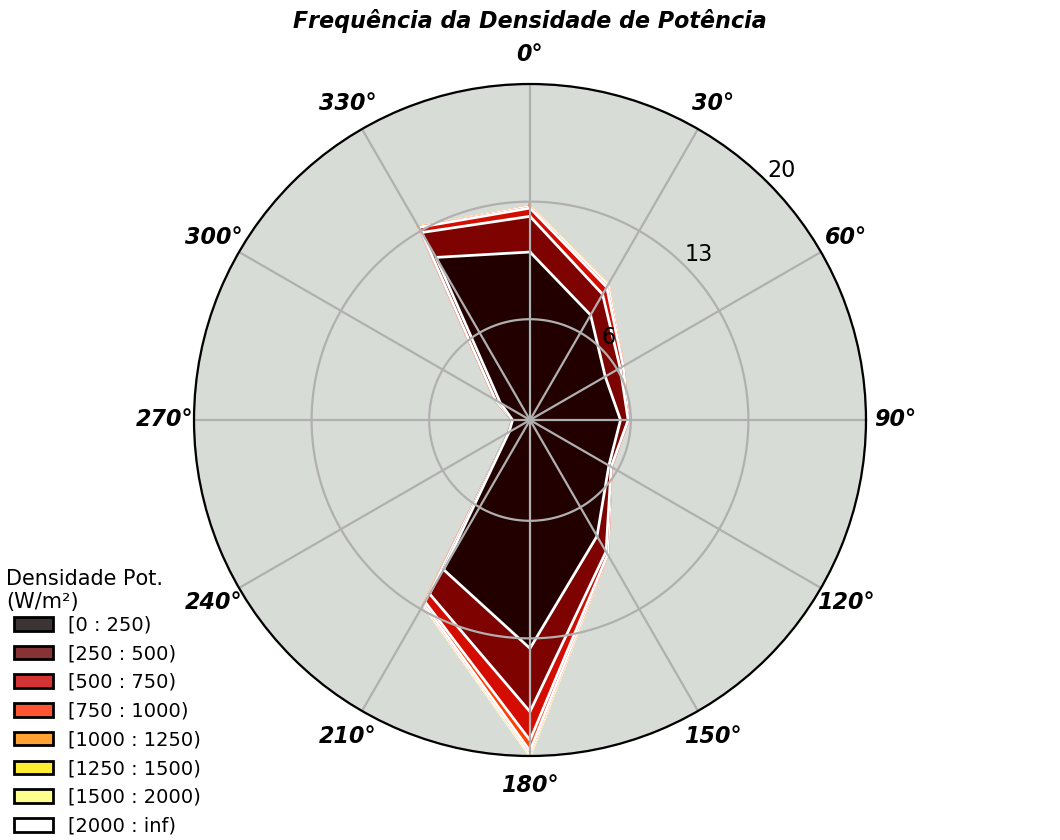 Frequência da Densidade de Potência
0°
330°
30°
20
300°
60°
13
6
270°
90°
Densidade Pot.
(W/m²)
240°
120°
[0 : 250)
[250 : 500)
[500 : 750)
[750 : 1000)
210°
150°
[1000 : 1250)
[1250 : 1500)
180°
[1500 : 2000)
[2000 : inf)